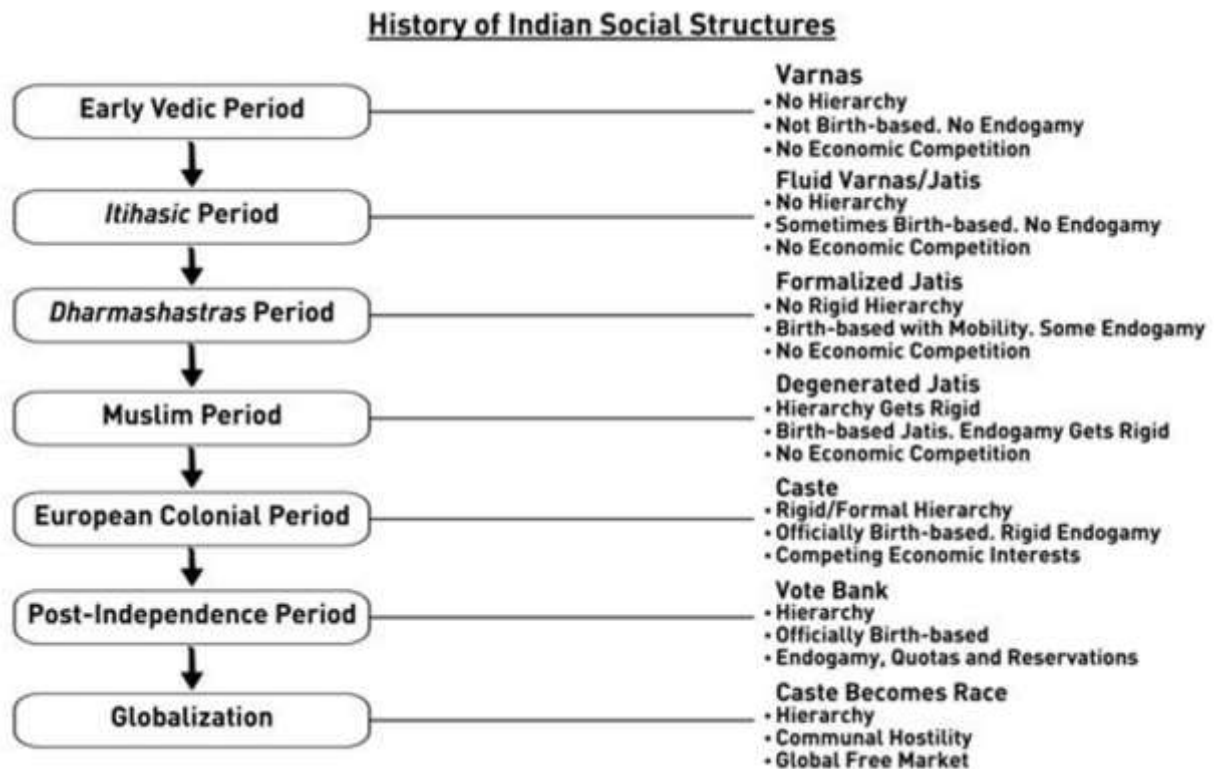 History of Indian Social Structures
Early Vedic Period
Varnas
• No Hierarchy
• Not Birth-based. No Endogamy
• No Economic Competition
Itihasic Period
Fluid Varnas/Jatis
• No Hierarchy
• Sometimes Birth-based. No Endogamy
• No Economic Competition
Dharmashastras Period
Formalized Jatis
• No Rigid Hierarchy
• Birth-based with Mobility. Some Endogamy
• No Economic Competition
Muslim Period
Degenerated Jatis
• Hierarchy Gets Rigid
• Birth-based Jatis. Endogamy Gets Rigid
• No Economic Competition
European Colonial Period
Caste
• Rigid/Formal Hierarchy
• Officially Birth-based. Rigid Endogamy
• Competing Economic Interests
Post-Independence Period
Vote Bank
• Hierarchy
• Officially Birth-based
• Endogamy, Quotas and Reservations
Globalization
Caste Becomes Race
• Hierarchy
• Communal Hostility
• Global Free Market